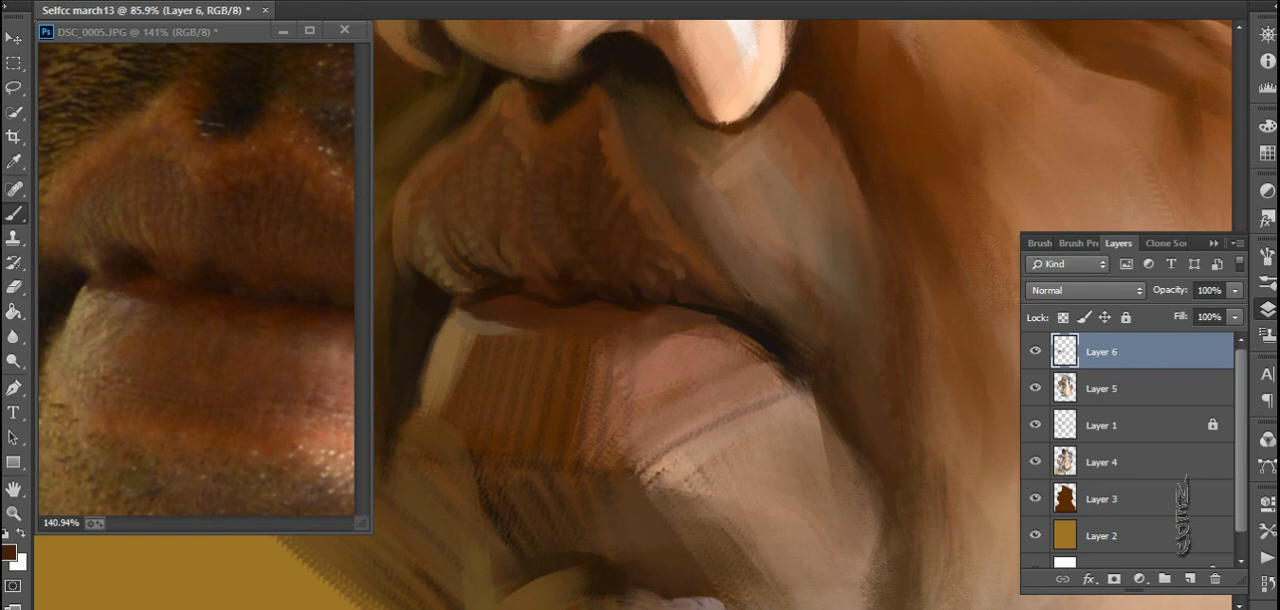 Selfcc march13 @ 85.9% (Layer 6, RGB/8) * ×
Ps DSC_0005.JPG @ 141% (RGB/8) *
140.94%
Brush Brush Pre Layers Clone Sou
Kind
Normal Opacity: 100%
Lock: Fill: 100%
Layer 6
Layer 5
Layer 1
Layer 4
Layer 3
Layer 2